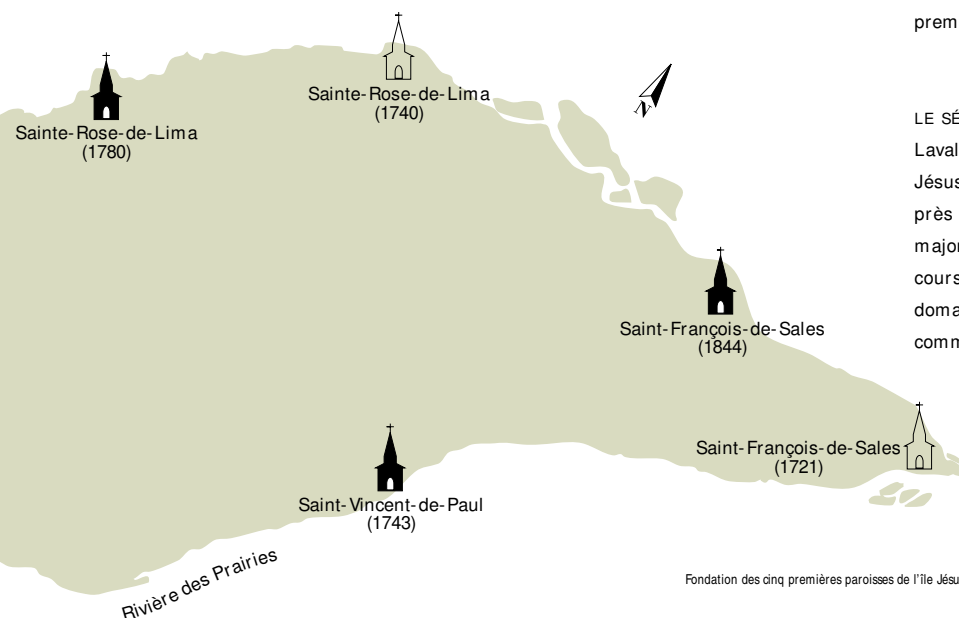 Sainte-Rose-de-Lima
(1740)
Sainte-Rose-de-Lima
(1780)
N
Saint-François-de-Sales
(1844)
Saint-François-de-Sales
(1721)
Saint-Vincent-de-Paul
(1743)
Rivière des Prairies
Fondation des cinq premières paroisses de l'île Jésu
prem
LE SÉ
Laval
Jésus
près
major
cours
doma
comm